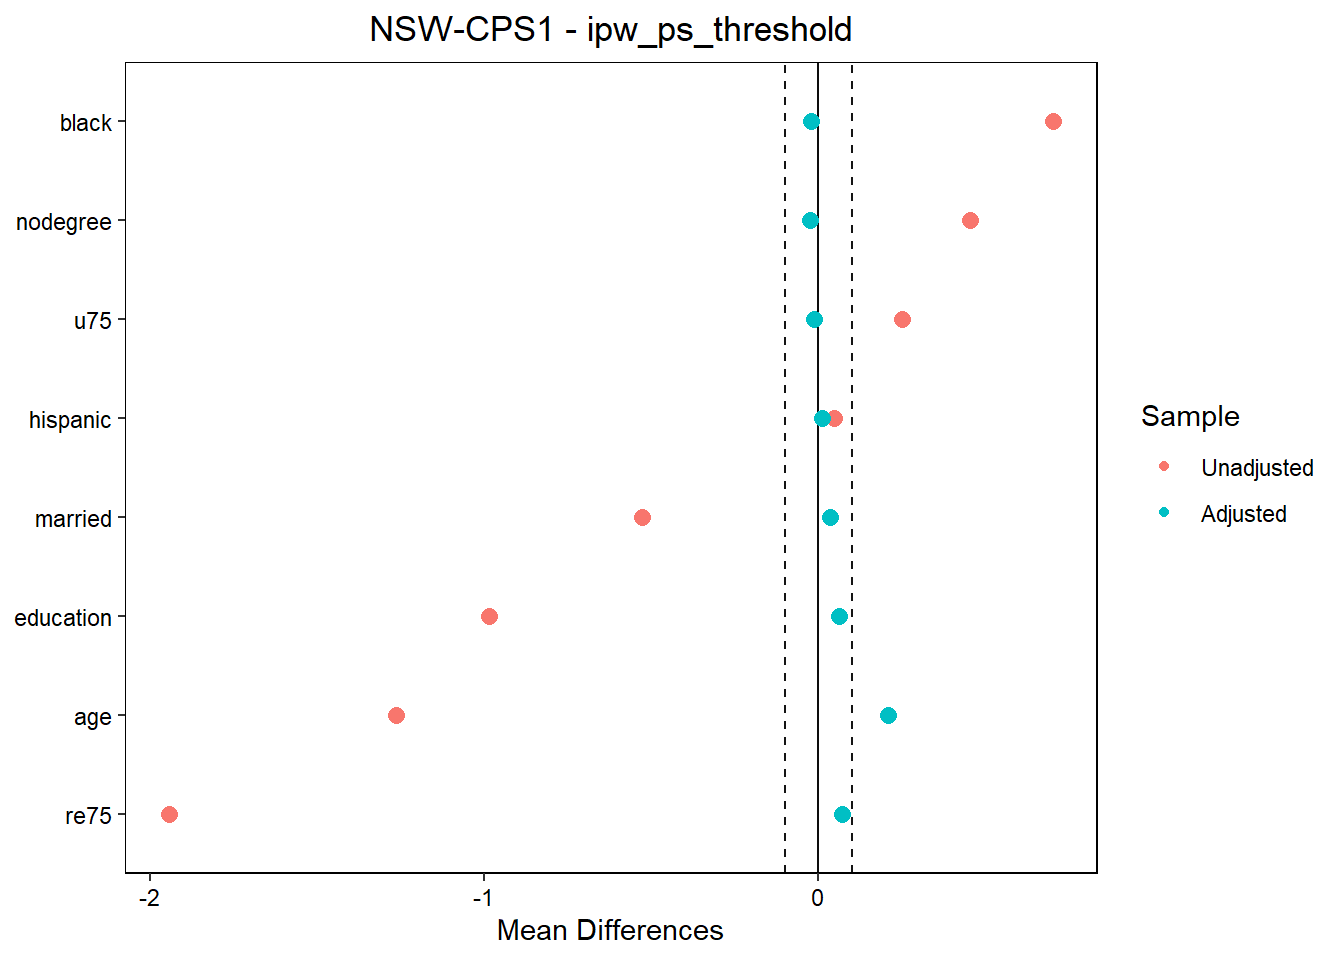 NSW-CPS1 - ipw_ps_threshold
black
nodegree
u75
hispanic
married
education
age
re75
-2
-1
0
Mean Differences
Sample
Unadjusted
Adjusted